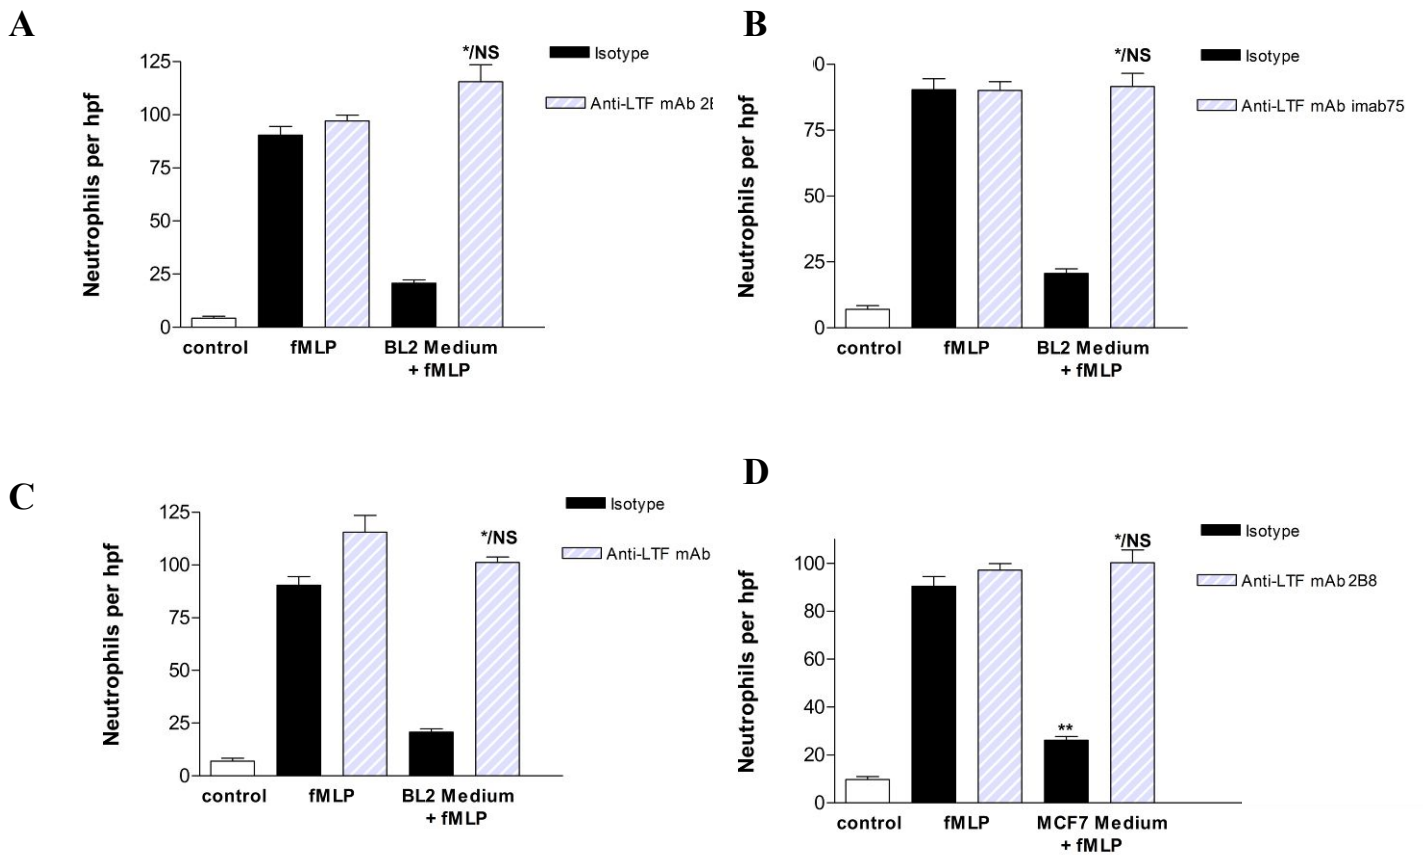 A
*/NS
Isotype
Anti-LTF mAb
125
100
75
50
25
0
Neutrophils per hpf
control
fMLP
BL2 Medium
+ fMLP
B
*/NS
Isotype
Anti-LTF mAb imab75
0
75
50
25
0
Neutrophils per hpf
control
fMLP
BL2 Medium
+ fMLP
C
*/NS
Isotype
Anti-LTF mAb
125
100
75
50
25
0
Neutrophils per hpf
control
fMLP
BL2 Medium
+ fMLP
D
*/NS
Isotype
Anti-LTF mAb 2B8
100
80
60
40
20
0
**
Neutrophils per hpf
control
fMLP
MCF7 Medium
+ fMLP